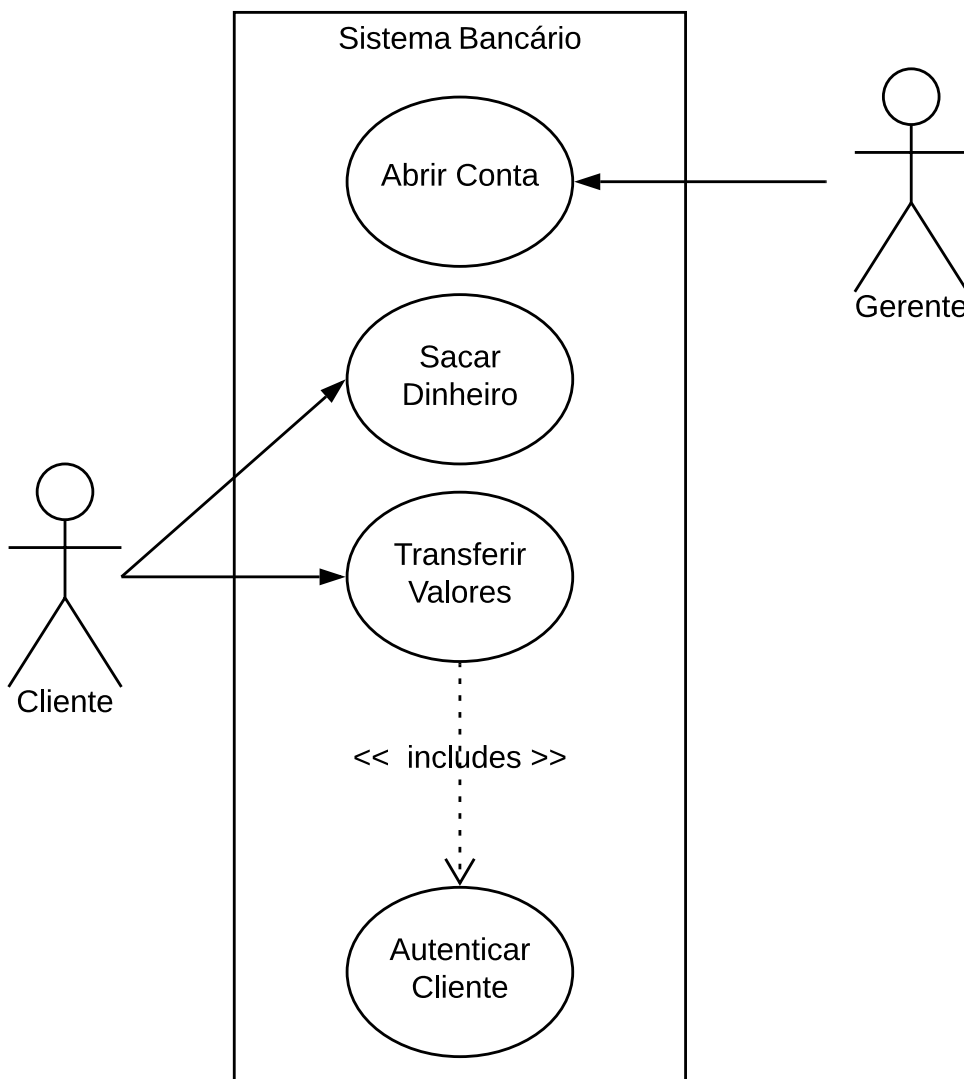 Sistema Bancário
Abrir Conta
Gerente
Sacar
Dinheiro
Transferir
Valores
Cliente
<< includes >>
Autenticar
Cliente